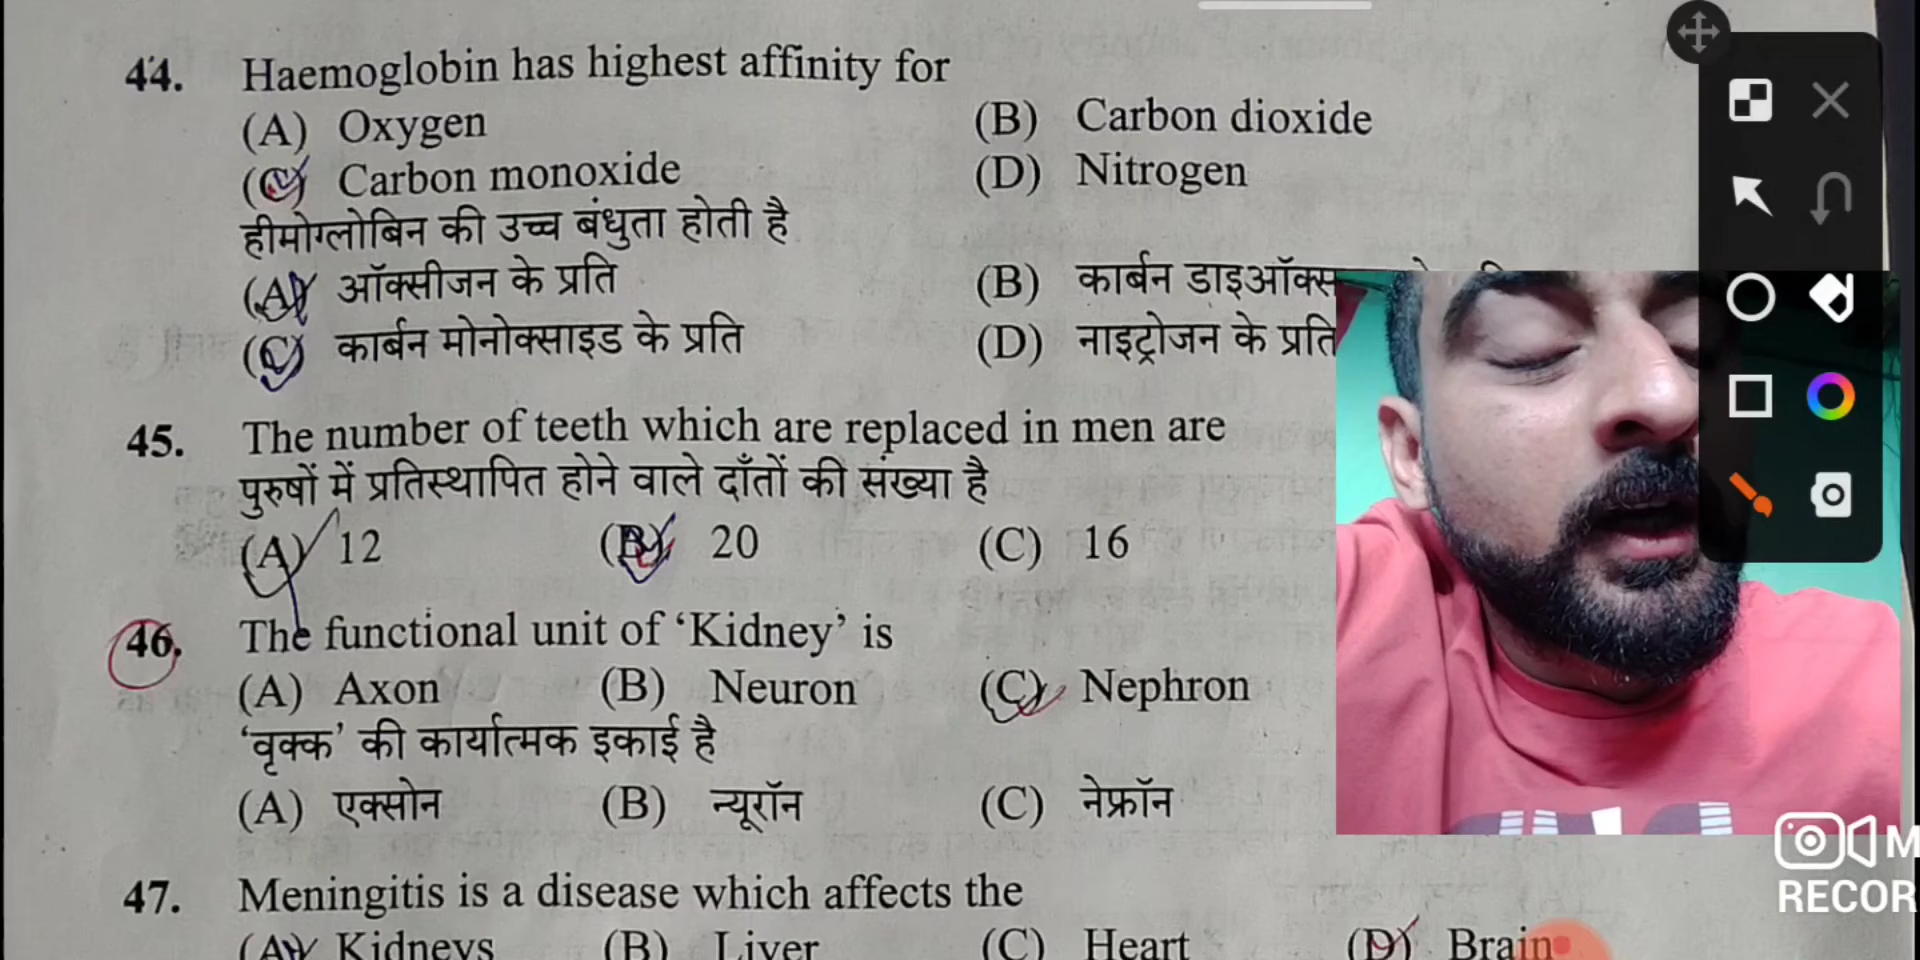 44. Haemoglobin has highest affinity for
(A) Oxygen (B) Carbon dioxide
(C) Carbon monoxide (D) Nitrogen
हीमोग्लोबिन की उच्च बंधुता होती है
(A) ऑक्सीजन के प्रति (B) कार्बन डाइऑक्स
(C) कार्बन मोनोक्साइड के प्रति (D) नाइट्रोजन के प्रति
45. The number of teeth which are replaced in men are
पुरुषों में प्रतिस्थापित होने वाले दाँतों की संख्या है
(A) 12 (B) 20 (C) 16
46. The functional unit of ‘Kidney’ is
(A) Axon (B) Neuron (C) Nephron
‘वृक्क’ की कार्यात्मक इकाई है
(A) एक्सोन (B) न्यूरॉन (C) नेफ्रॉन
47. Meningitis is a disease which affects the
(A) Kidneys (B) Liver (C) Heart (D) Brain
M
RECOR